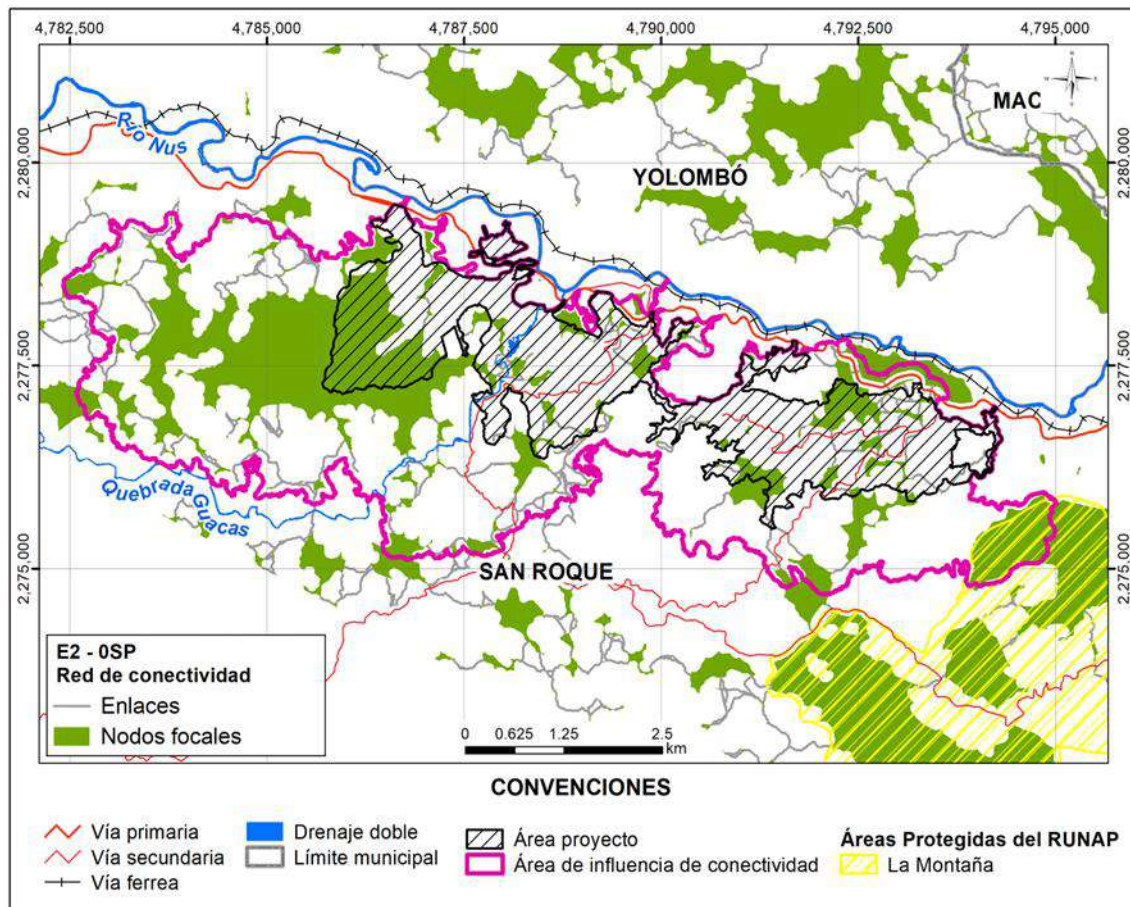 4,782,500 4,785,000 4,787,500 4,790,000 4,792,500 4,795,000
N
W E
S
MAC
Río Nus
2,280,000 2,280,000
YOLOMBÓ
2,277,500 2,277,500
Quebrada Guacas
2,275,000 2,275,000
SAN ROQUE
E2 - 0SP
Red de conectividad
Enlaces
Nodos focales
0 0.625 1.25 2.5
km
CONVENCIONES
Vía primaria
Vía secundaria
Vía ferrea
Drenaje doble
Límite municipal
Área proyecto
Área de influencia de conectividad
Áreas Protegidas del RUNAP
La Montaña